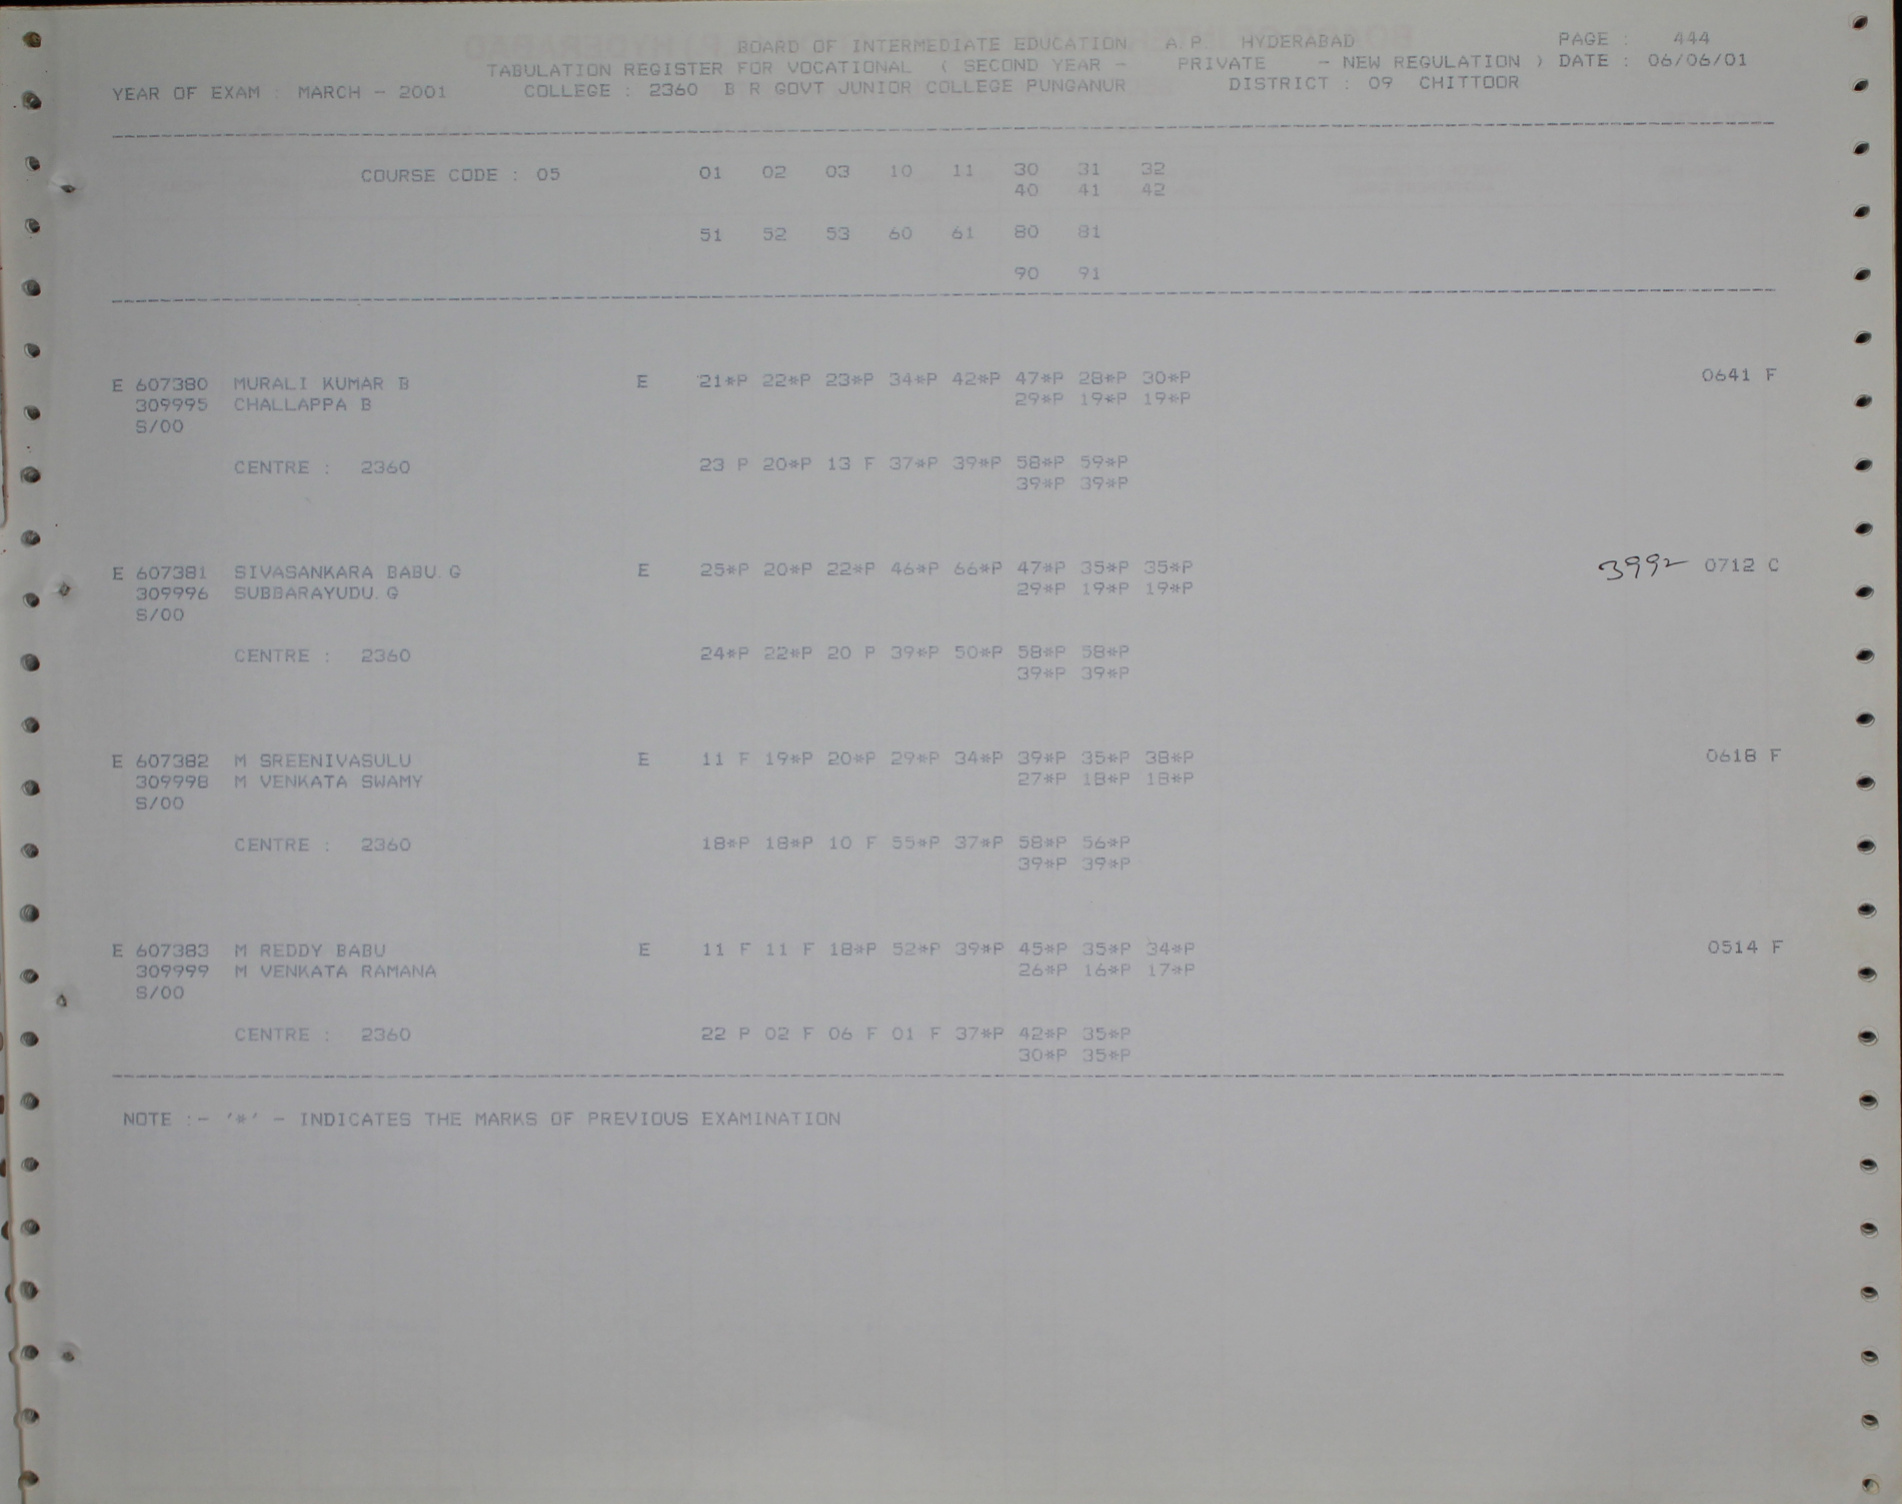 BOARD OF INTERMEDIATE EDUCATION A P HYDERABAD PAGE : 444
TABULATION REGISTER FOR VOCATIONAL ( SECOND YEAR - PRIVATE - NEW REGULATION ) DATE : 06/06/01
YEAR OF EXAM : MARCH - 2001 COLLEGE : 2360 B R GOVT JUNIOR COLLEGE PUNGANUR DISTRICT : 09 CHITTOOR
COURSE CODE : 05 01 02 03 10 11 30 31 32
40 41 42
51 52 53 60 61 80 81
90 91
E 607380 MURALI KUMAR B E 21*P 22*P 23*P 34*P 42*P 47*P 28*P 30*P 0641 F
309995 CHALLAPPA B 29*P 19*P 19*P
S/00
CENTRE : 2360 23 P 20*P 13 F 37*P 39*P 58*P 59*P
39*P 39*P
E 607381 SIVASANKARA BABU.G E 25*P 20*P 22*P 46*P 66*P 47*P 35*P 35*P 3992 0712 C
309996 SUBBARAYUDU.G 29*P 19*P 19*P
S/00
CENTRE : 2360 24*P 22*P 20 P 39*P 50*P 58*P 58*P
39*P 39*P
E 607382 M SREENIVASULU E 11 F 19*P 20*P 29*P 34*P 39*P 35*P 38*P 0618 F
309998 M VENKATA SWAMY 27*P 18*P 18*P
S/00
CENTRE : 2360 18*P 18*P 10 F 55*P 37*P 58*P 56*P
39*P 39*P
E 607383 M REDDY BABU E 11 F 11 F 18*P 52*P 39*P 45*P 35*P 34*P 0514 F
309999 M VENKATA RAMANA 26*P 16*P 17*P
S/00
CENTRE : 2360 22 P 02 F 06 F 01 F 37*P 42*P 35*P
30*P 35*P
NOTE :- '*' - INDICATES THE MARKS OF PREVIOUS EXAMINATION